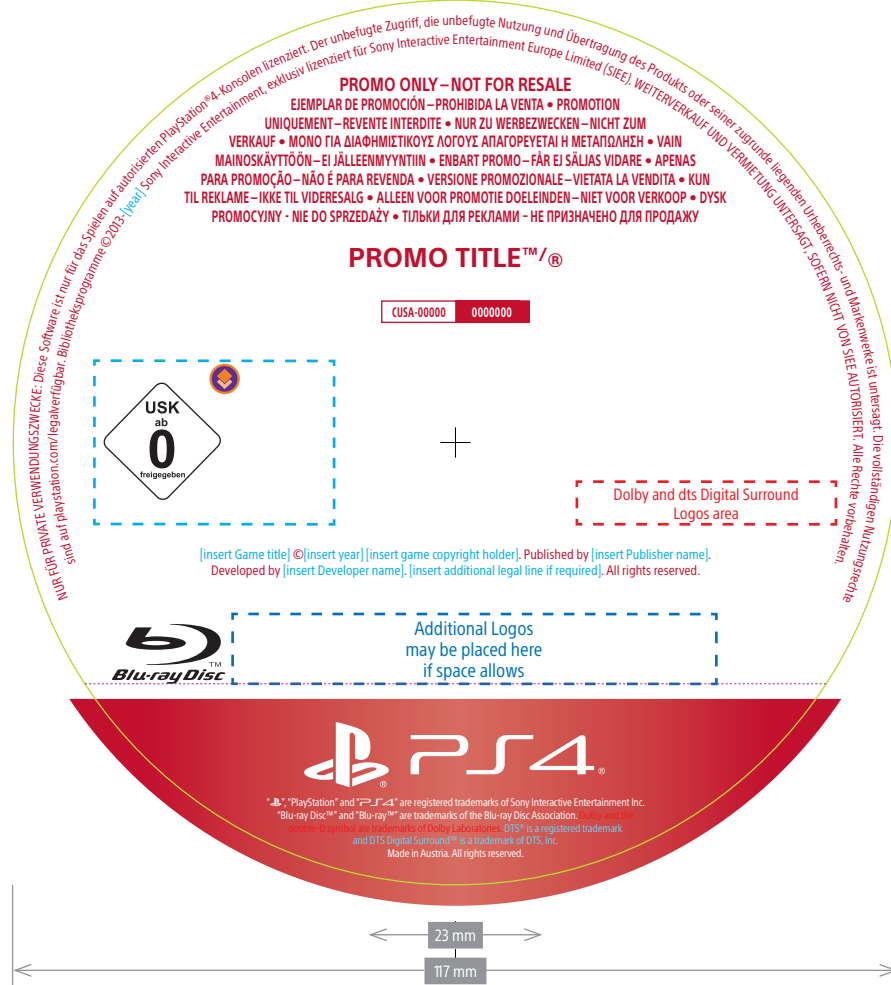 NUR FÜR PRIVATE VERWENDUNGSZWECKE: Diese Software ist nur für das Spielen auf autorisierten PlayStation®4-Konsolen lizenziert. Der unbefugte Zugriff, die unbefugte Nutzung und Übertragung des Produkts oder seiner zugrunde liegenden Urheberrechts- und Markenwerke ist untersagt. Die vollständigen Nutzungsrechte
sind auf playstation.com/legalverfügbar. Bibliotheksprogramme ©2013-[year] Sony Interactive Entertainment, exklusiv lizenziert für Sony Interactive Entertainment Europe Limited (SIEE). WEITERVERKAUF UND VERMIETUNG UNTERSAGT, SOFERN NICHT VON SIEE AUTORISIERT. Alle Rechte vorbehalten.
PROMO ONLY – NOT FOR RESALE
EJEMPLAR DE PROMOCIÓN – PROHIBIDA LA VENTA • PROMOTION
UNIQUEMENT – REVENTE INTERDITE • NUR ZU WERBEZWECKEN – NICHT ZUM
VERKAUF • ΜΟΝΟ ΓΙΑ ΔΙΑΦΗΜΙΣΤΙΚΟΥΣ ΛΟΓΟΥΣ ΑΠΑΓΟΡΕΥΕΤΑΙ Η ΜΕΤΑΠΩΛΗΣΗ • VAIN
MAINOSKÄYTTÖÖN – EI JÄLLEENMYYNTIIN • ENBART PROMO – FÅR EJ SÄLJAS VIDARE • APENAS
PARA PROMOÇÃO – NÃO É PARA REVENDA • VERSIONE PROMOZIONALE – VIETATA LA VENDITA • KUN
TIL REKLAME – IKKE TIL VIDERESALG • ALLEEN VOOR PROMOTIE DOELEINDEN – NIET VOOR VERKOOP • DYSK
PROMOCYJNY - NIE DO SPRZEDAŻY • ТІЛЬКИ ДЛЯ РЕКЛАМИ – НЕ ПРИЗНАЧЕНО ДЛЯ ПРОДАЖУ
PROMO TITLE™/®
CUSA-00000 0000000
USK
ab
0
freigegeben
Dolby and dts Digital Surround
Logos area
[insert Game title] ©[insert year] [insert game copyright holder]. Published by [insert Publisher name].
Developed by [insert Developer name]. [insert additional legal line if required]. All rights reserved.
Blu-ray Disc™
Additional Logos
may be placed here
if space allows
PS4®
"PS", "PlayStation" and "PS4" are registered trademarks of Sony Interactive Entertainment Inc.
"Blu-ray Disc™" and "Blu-ray™" are trademarks of the Blu-ray Disc Association. Dolby and the
double-D symbol are trademarks of Dolby Laboratories. DTS® is a registered trademark
and DTS Digital Surround™ is a trademark of DTS, Inc.
Made in Austria. All rights reserved.
23 mm
117 mm